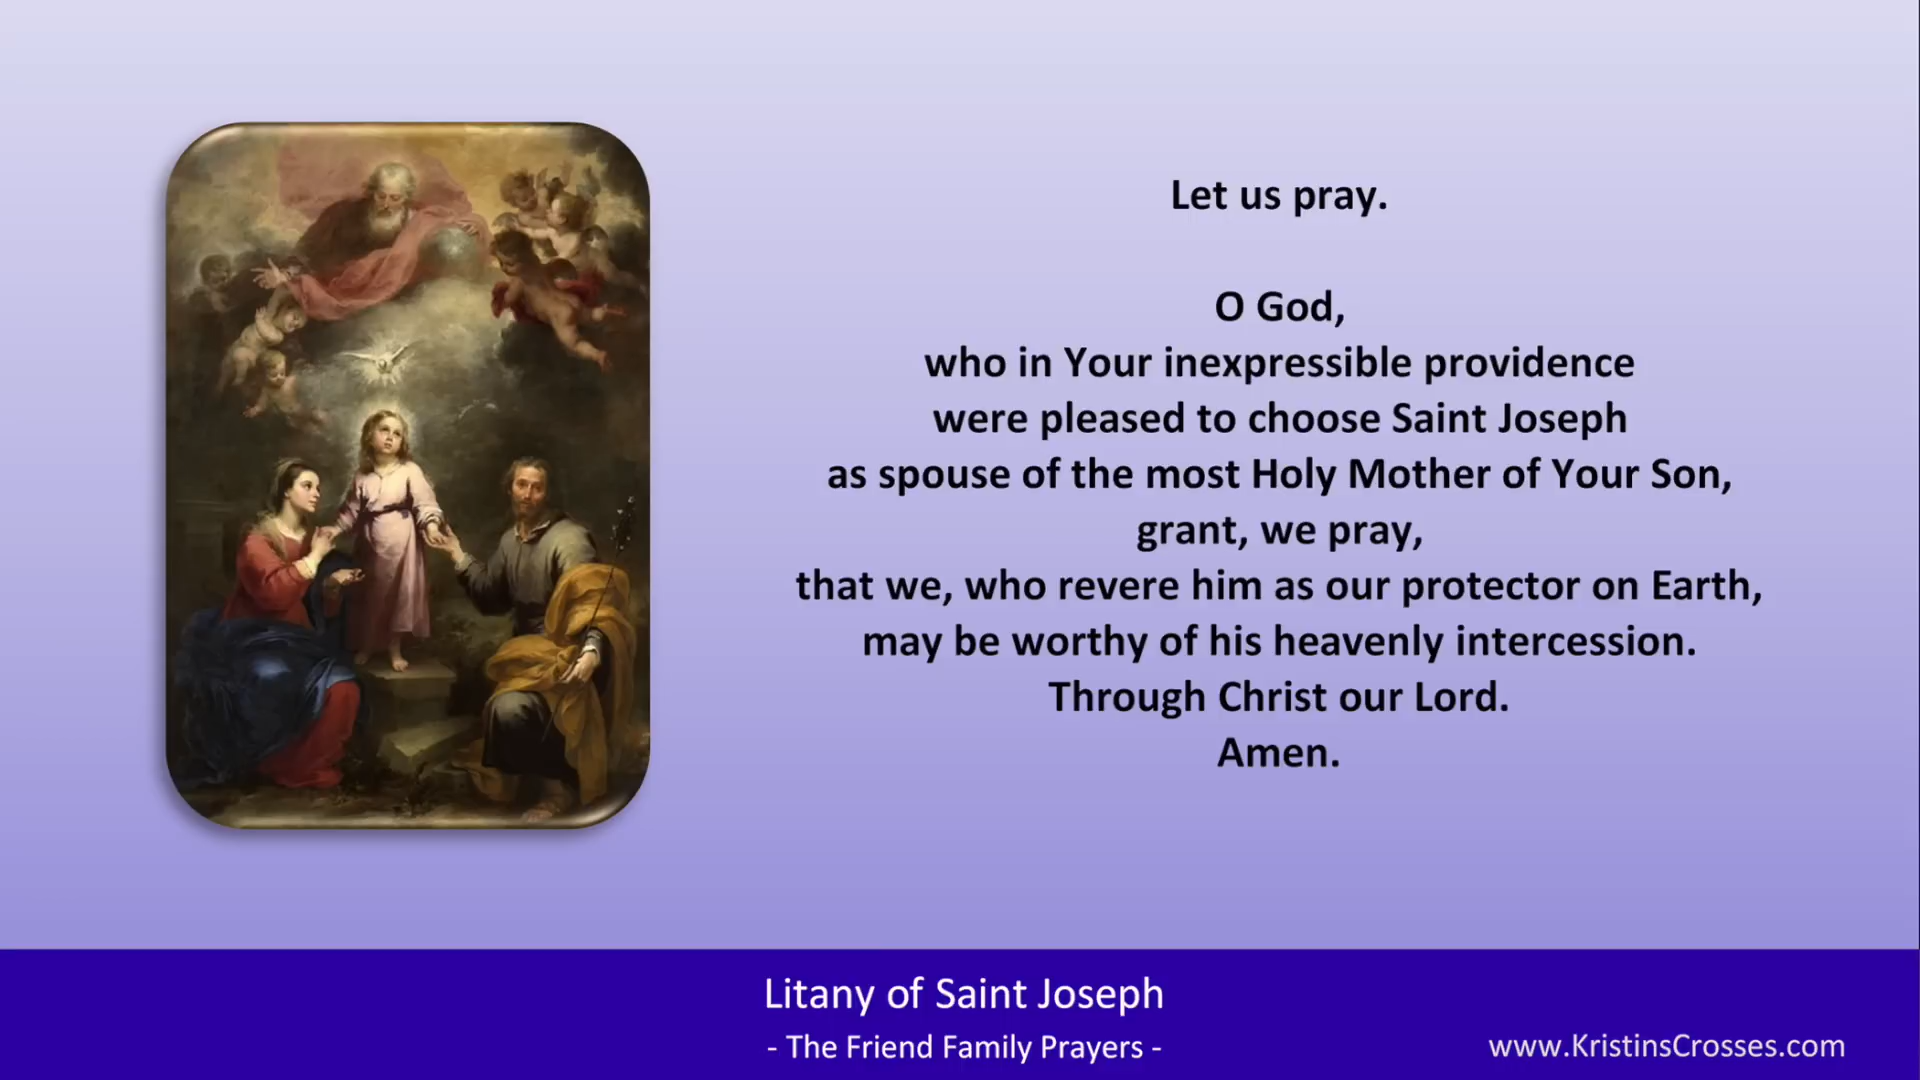 Let us pray.
O God,
who in Your inexpressible providence
were pleased to choose Saint Joseph
as spouse of the most Holy Mother of Your Son,
grant, we pray,
that we, who revere him as our protector on Earth,
may be worthy of his heavenly intercession.
Through Christ our Lord.
Amen.
Litany of Saint Joseph
- The Friend Family Prayers -
www.KristinsCrosses.com